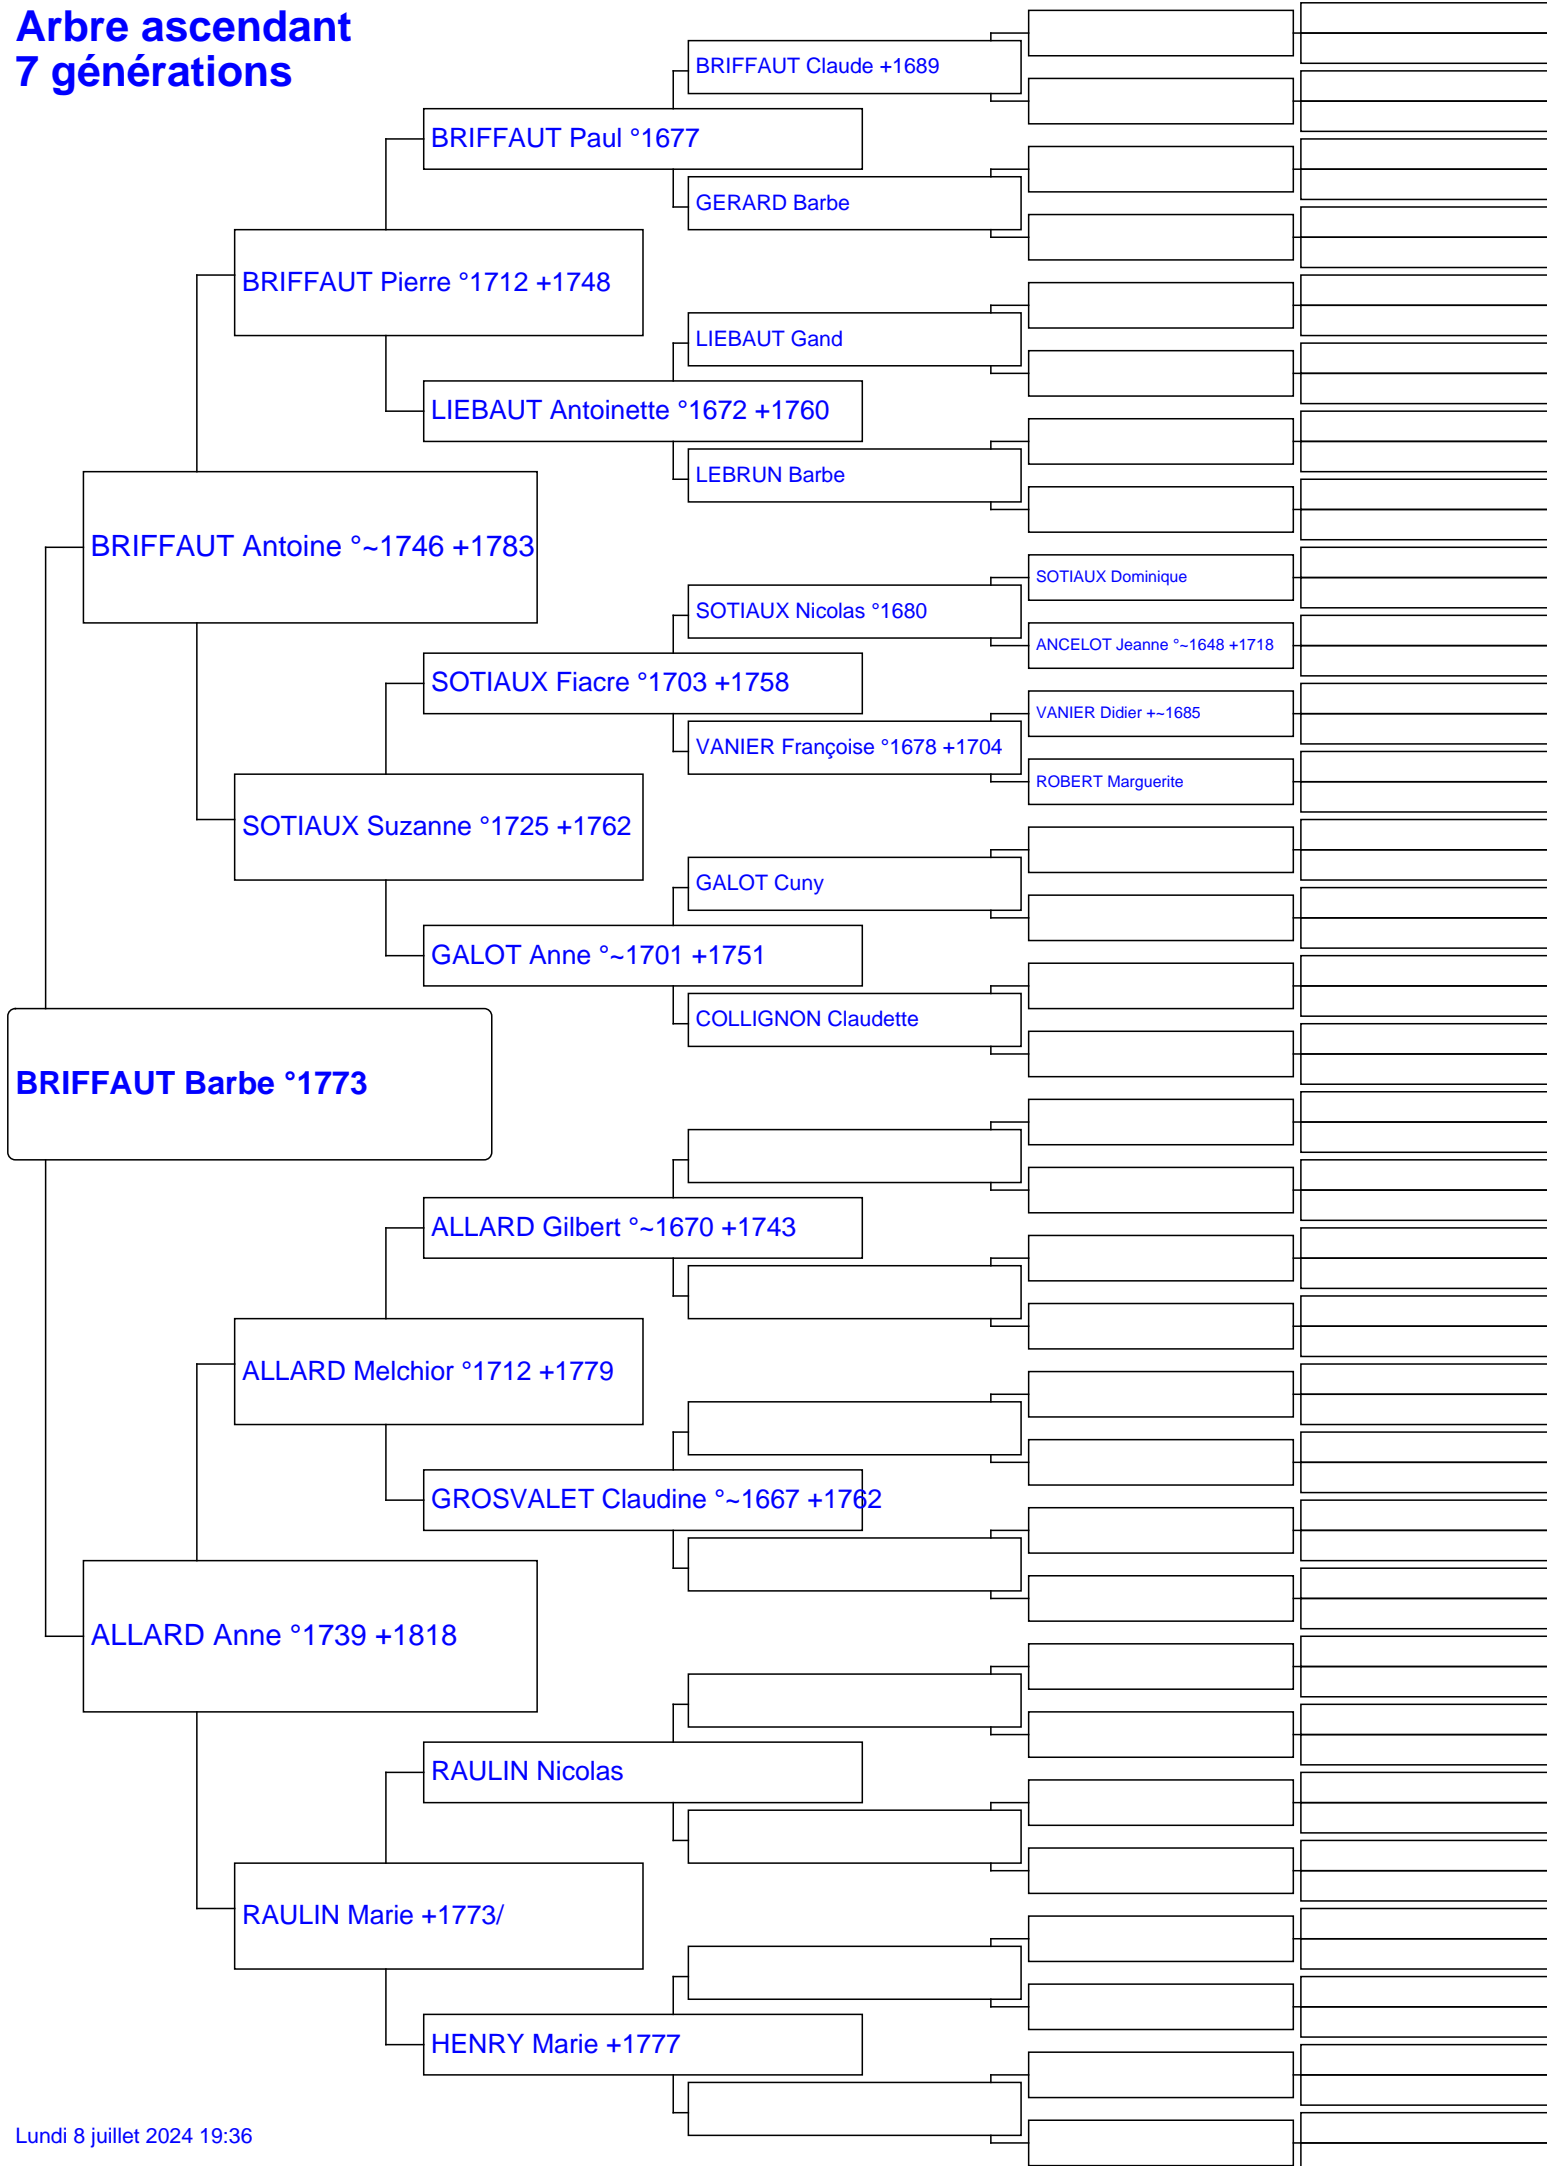 Arbre ascendant
7 générations
BRIFFAUT Claude +1689
BRIFFAUT Paul °1677
GERARD Barbe
BRIFFAUT Pierre °1712 +1748
LIEBAUT Gand
LIEBAUT Antoinette °1672 +1760
LEBRUN Barbe
BRIFFAUT Antoine °~1746 +1783
SOTIAUX Dominique
SOTIAUX Nicolas °1680
ANCELOT Jeanne °~1648 +1718
SOTIAUX Fiacre °1703 +1758
VANIER Didier +~1685
VANIER Françoise °1678 +1704
ROBERT Marguerite
SOTIAUX Suzanne °1725 +1762
GALOT Cuny
GALOT Anne °~1701 +1751
COLLIGNON Claudette
BRIFFAUT Barbe °1773
ALLARD Gilbert °~1670 +1743
ALLARD Melchior °1712 +1779
GROSVALET Claudine °~1667 +1762
ALLARD Anne °1739 +1818
RAULIN Nicolas
RAULIN Marie +1773/
HENRY Marie +1777
Lundi 8 juillet 2024 19:36